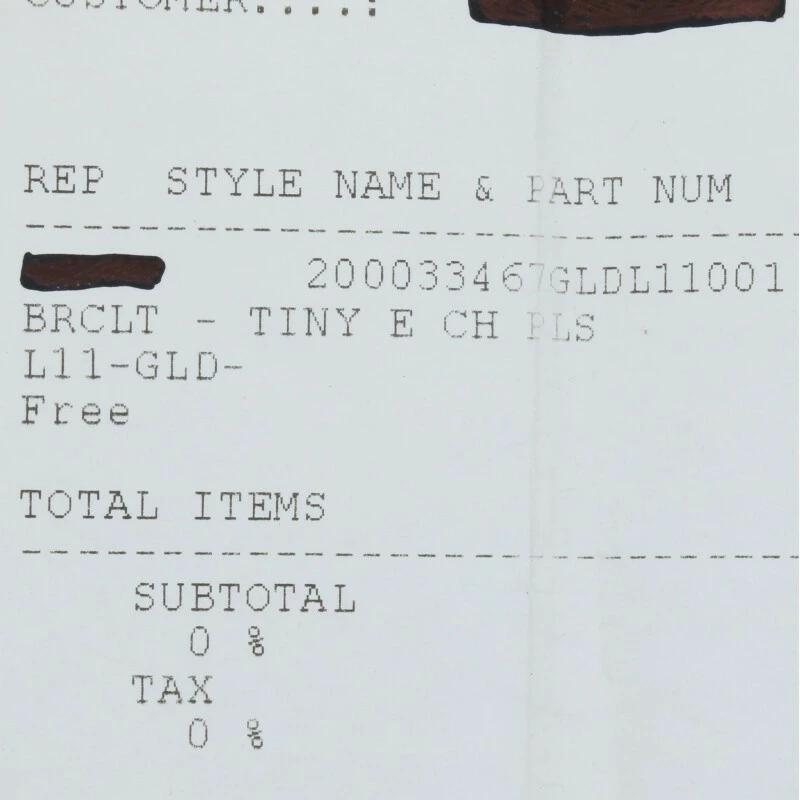 CUSTOMER....:
REP STYLE NAME & PART NUM
200033467GLDL11001
BRCLT - TINY E CH PLS
L11-GLD-
Free
TOTAL ITEMS
SUBTOTAL
0 %
TAX
0 %